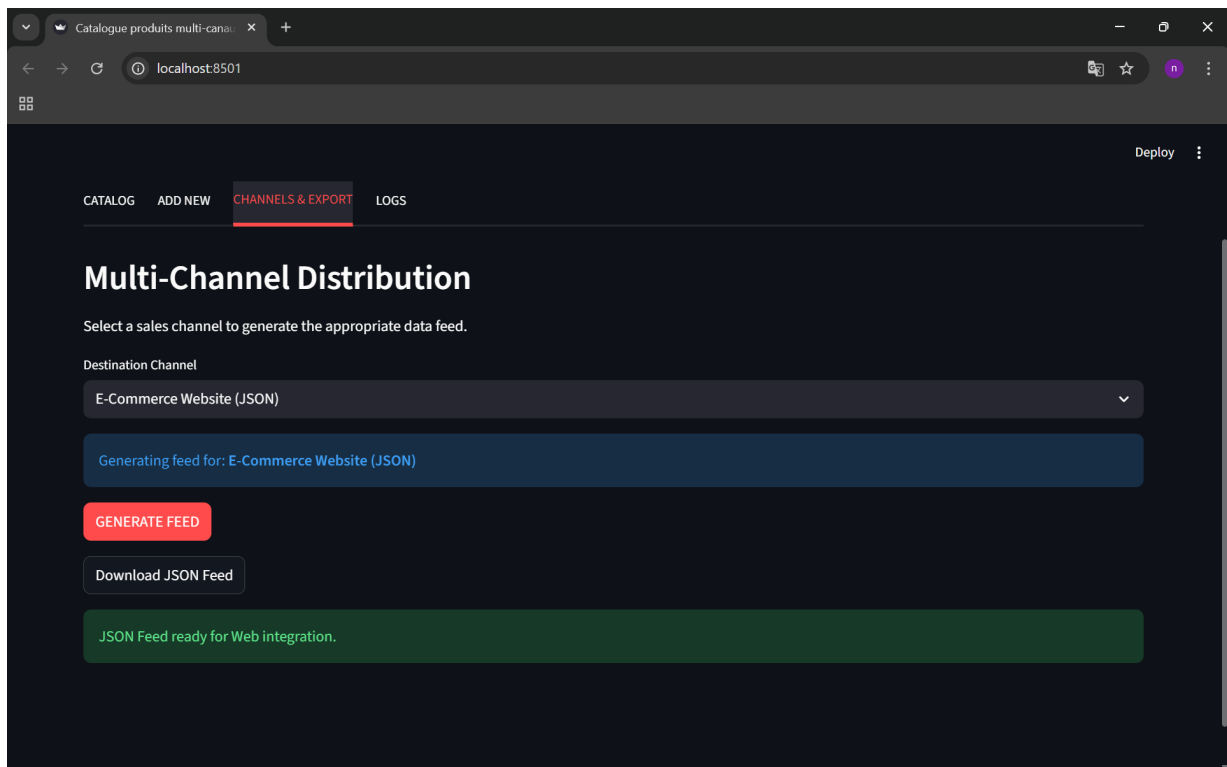 Catalogue produits multi-canau
localhost:8501
n
Deploy
CATALOG ADD NEW CHANNELS & EXPORT LOGS
Multi-Channel Distribution
Select a sales channel to generate the appropriate data feed.
Destination Channel
E-Commerce Website (JSON)
Generating feed for: E-Commerce Website (JSON)
GENERATE FEED
Download JSON Feed
JSON Feed ready for Web integration.